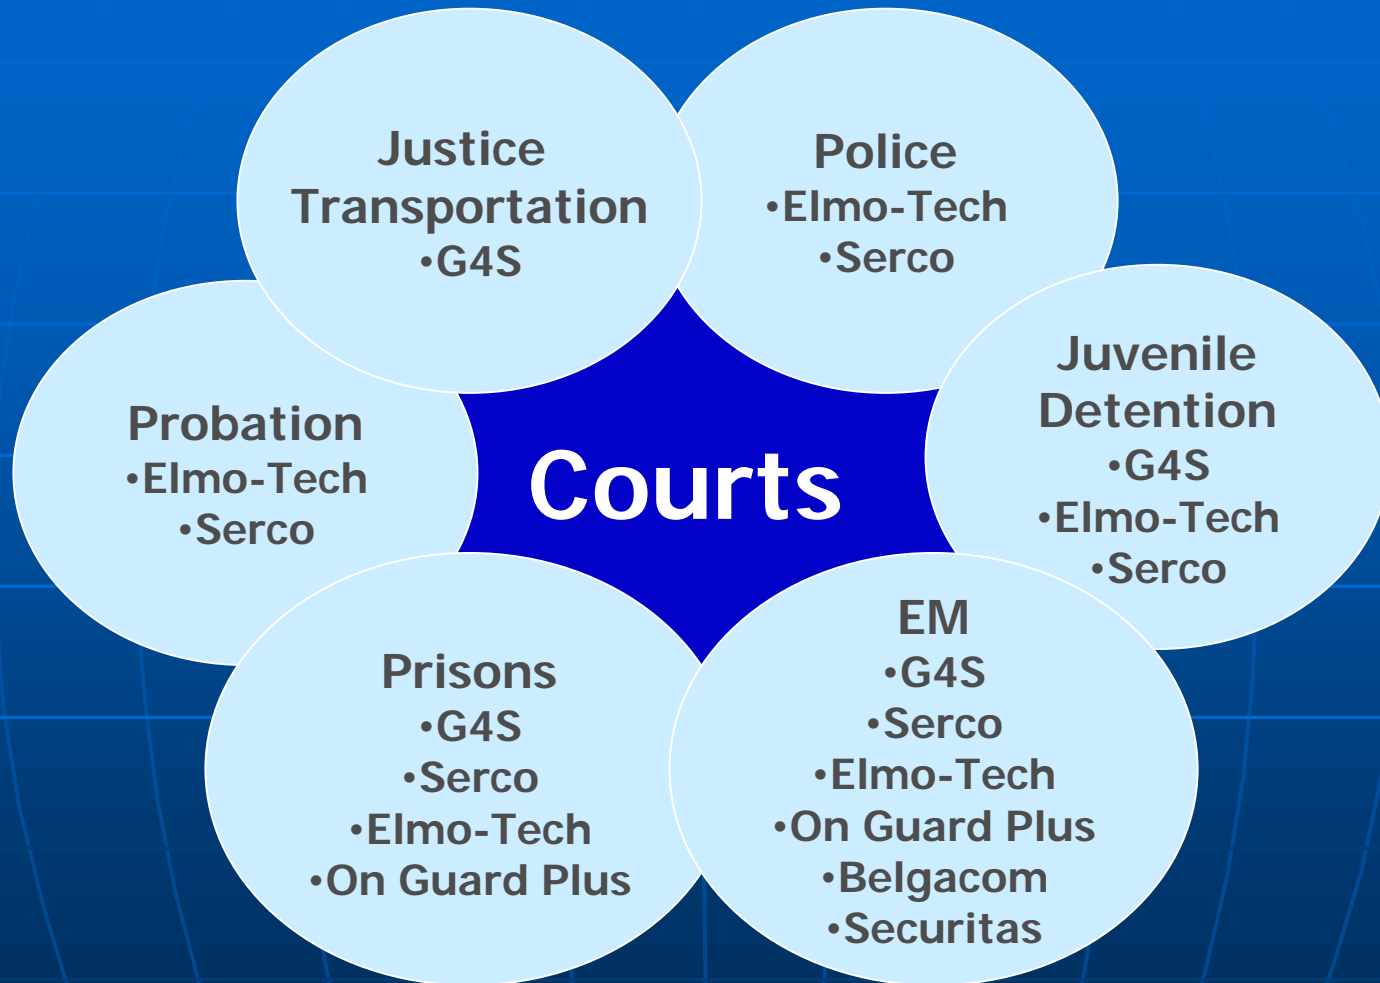 Justice
Transportation
•G4S
Police
•Elmo-Tech
•Serco
Juvenile
Detention
•G4S
•Elmo-Tech
•Serco
Probation
•Elmo-Tech
•Serco
Courts
Prisons
•G4S
•Serco
•Elmo-Tech
•On Guard Plus
EM
•G4S
•Serco
•Elmo-Tech
•On Guard Plus
•Belgacom
•Securitas